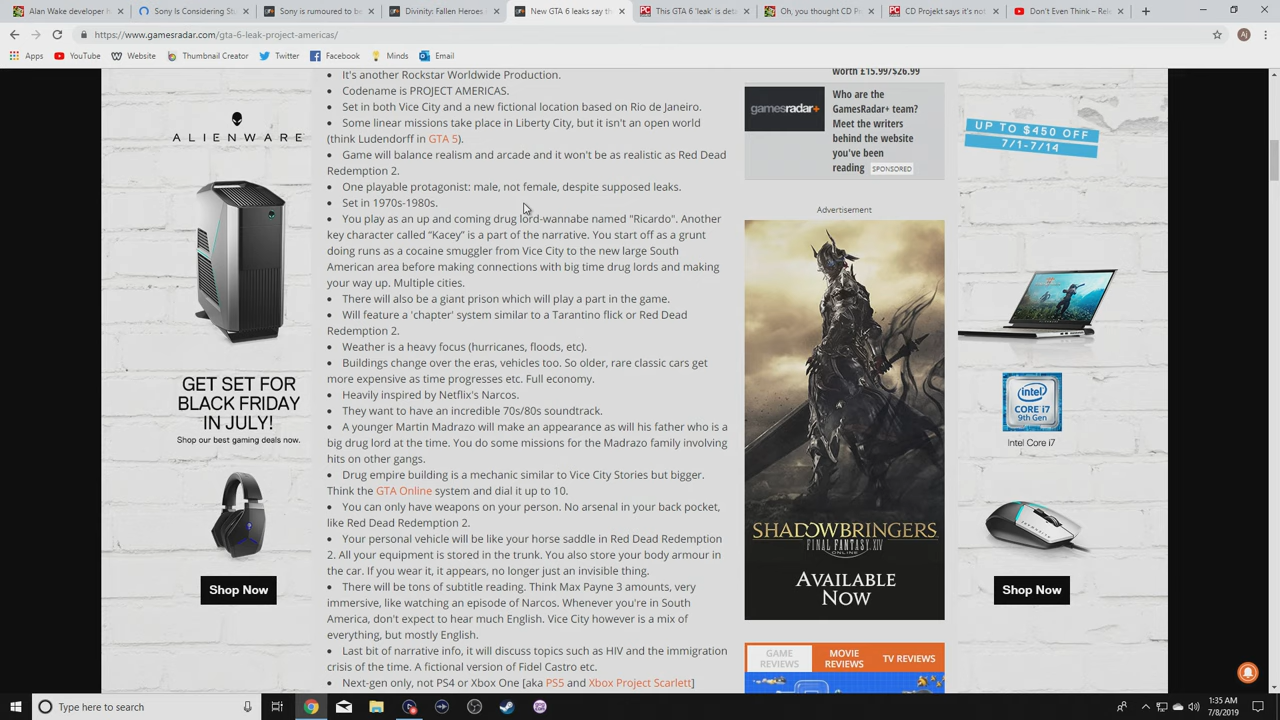 Alan Wake developer R
Sony Is Considering Sta
Sony is rumoured to be
Divinity: Fallen Heroes
New GTA 6 leaks say th
This GTA 6 'leak' is deta
Oh, you thought CD Pr
CD Projekt says it's not
Don't Even Think – Rele
https://www.gamesradar.com/gta-6-leak-project-americas/
Apps
YouTube
Website
Thumbnail Creator
Twitter
Facebook
Minds
Email
It's another Rockstar Worldwide Production.
Codename is PROJECT AMERICAS.
Set in both Vice City and a new fictional location based on Rio de Janeiro.
Some linear missions take place in Liberty City, but it isn't an open world
(think Ludendorff in GTA 5).
Game will balance realism and arcade and it won't be as realistic as Red Dead
Redemption 2.
One playable protagonist: male, not female, despite supposed leaks.
Set in 1970s-1980s.
You play as an up and coming drug lord-wannabe named "Ricardo". Another
key character called "Kacey" is a part of the narrative. You start off as a grunt
doing runs as a cocaine smuggler from Vice City to the new large South
American area before making connections with big time drug lords and making
your way up. Multiple cities.
There will also be a giant prison which will play a part in the game.
Will feature a 'chapter' system similar to a Tarantino flick or Red Dead
Redemption 2.
Weather is a heavy focus (hurricanes, floods, etc).
Buildings change over the eras, vehicles too. So older, rare classic cars get
more expensive as time progresses etc. Full economy.
Heavily inspired by Netflix's Narcos.
They want to have an incredible 70s/80s soundtrack.
younger Martin Madrazo will make an appearance as will his father who is a
big drug lord at the time. You do some missions for the Madrazo family involving
hits on other gangs.
Drug empire building is a mechanic similar to Vice City Stories but bigger.
Think the GTA Online system and dial it up to 10.
You can only have weapons on your person. No arsenal in your back pocket,
like Red Dead Redemption 2.
Your personal vehicle will be like your horse saddle in Red Dead Redemption
2. All your equipment is stored in the trunk. You also store your body armour in
the car. If you wear it, it appears, no longer just an invisible thing.
There will be tons of subtitle reading. Think Max Payne 3 amounts, very
immersive, like watching an episode of Narcos. Whenever you're in South
America, don't expect to hear much English. Vice City however is a mix of
everything, but mostly English.
Last bit of narrative info, it will discuss topics such as HIV and the immigration
crisis of the time. A fictional version of Fidel Castro etc.
Next-gen only, not PS4 or Xbox One [aka PS5 and Xbox Project Scarlett]
ALIENWARE
GET SET FOR
BLACK FRIDAY
IN JULY!
Shop our best gaming deals now.
Shop Now
worth £15.99/$26.99
gamesradar+
Who are the
GamesRadar+ team?
Meet the writers
behind the website
you've been
reading SPONSORED
Advertisement
SHADOWBRINGERS
FINAL FANTASY XIV
ONLINE
AVAILABLE
NOW
GAME
REVIEWS
MOVIE
REVIEWS
TV REVIEWS
UP TO $450 OFF
7/1-7/14
intel
CORE i7
9th Gen
Intel Core i7
Shop Now
Type here to search
1:35 AM
7/8/2019